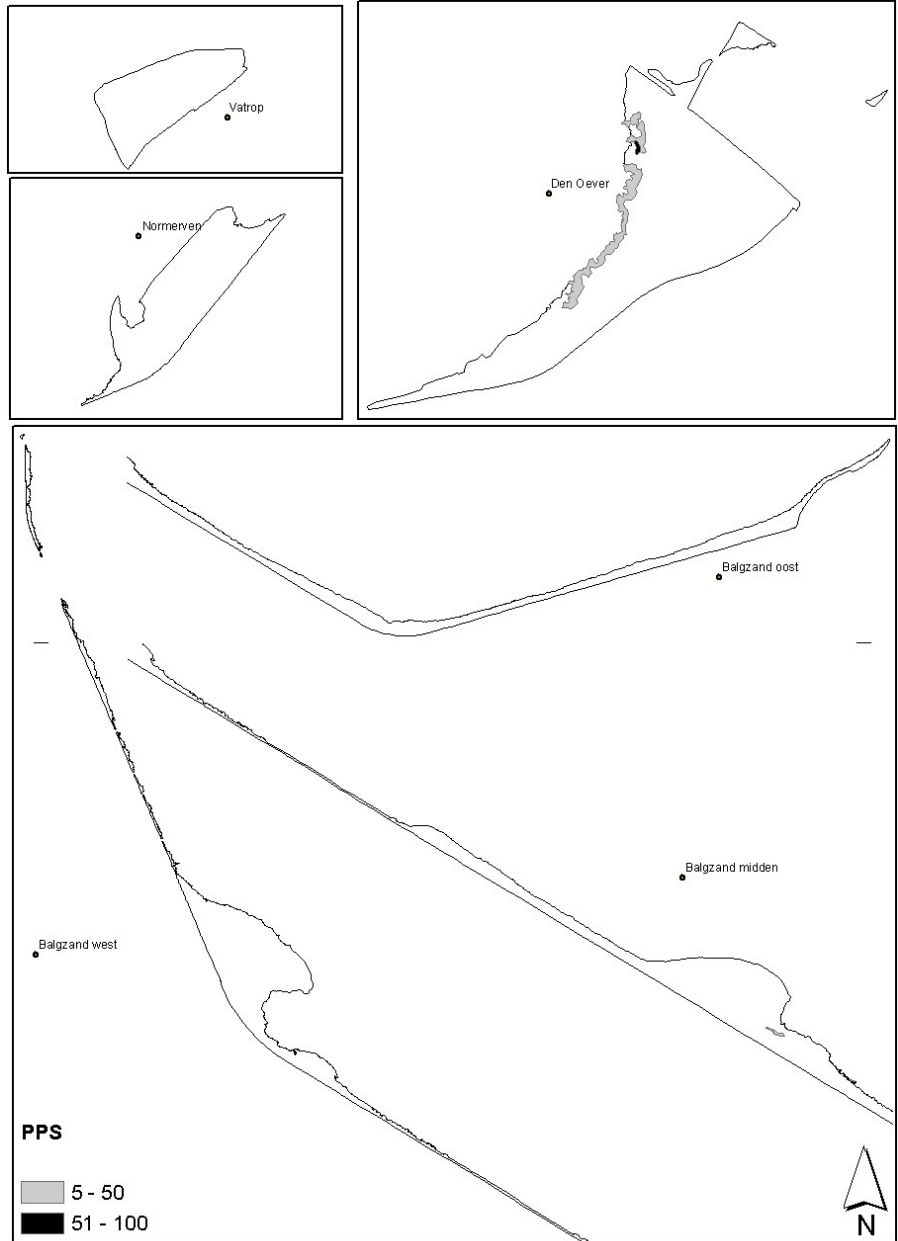 Vatrop
Normerven
Den Oever
Balgzand oost
Balgzand midden
Balgzand west
PPS
5 - 50
51 - 100
N